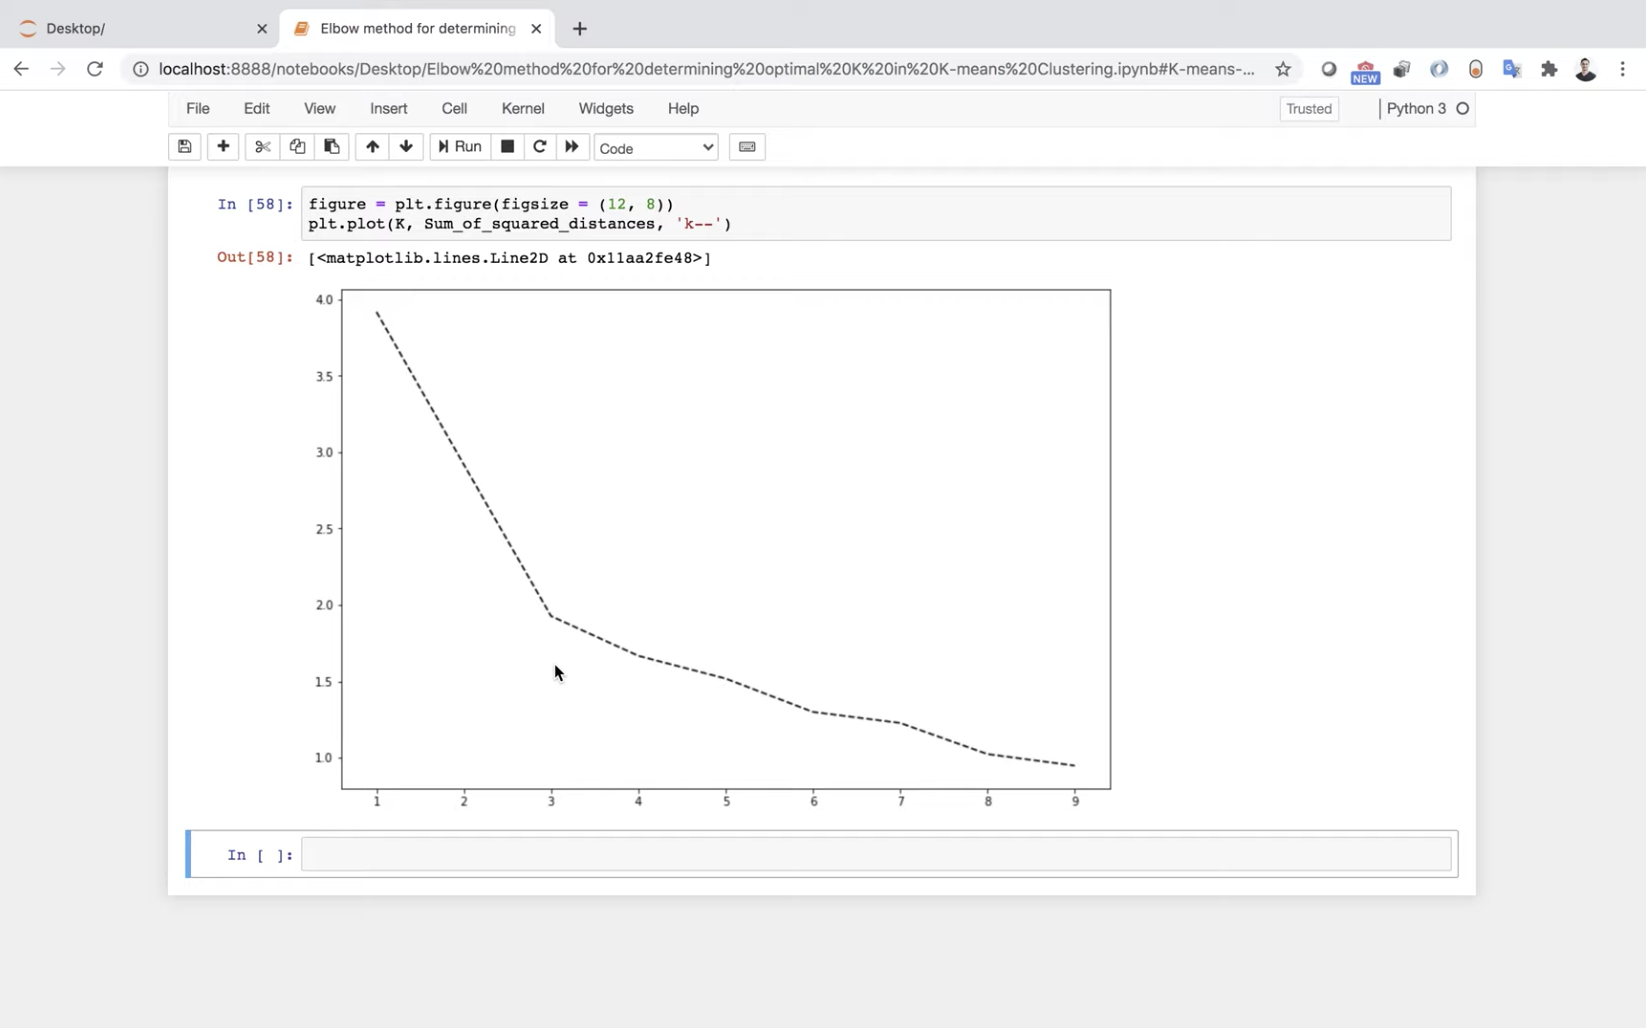 Desktop/
Elbow method for determining
localhost:8888/notebooks/Desktop/Elbow%20method%20for%20determining%20optimal%20K%20in%20K-means%20Clustering.ipynb#K-means-...
NEW
File Edit View Insert Cell Kernel Widgets Help Trusted Python 3
Run Code
In [58]: figure = plt.figure(figsize = (12, 8))
plt.plot(K, Sum_of_squared_distances, 'k--')
Out[58]: [<matplotlib.lines.Line2D at 0x11aa2fe48>]
4.0
3.5
3.0
2.5
2.0
1.5
1.0
1 2 3 4 5 6 7 8 9
In [ ]: